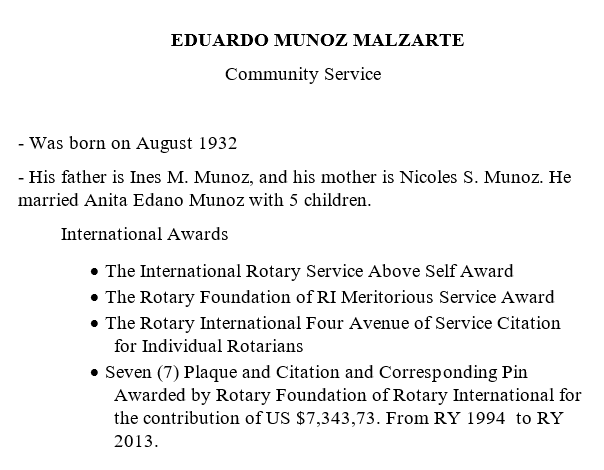 EDUARDO MUNOZ MALZARTE
Community Service
- Was born on August 1932
- His father is Ines M. Munoz, and his mother is Nicoles S. Munoz. He
married Anita Edano Munoz with 5 children.
International Awards
• The International Rotary Service Above Self Award
• The Rotary Foundation of RI Meritorious Service Award
• The Rotary International Four Avenue of Service Citation
for Individual Rotarians
• Seven (7) Plaque and Citation and Corresponding Pin
Awarded by Rotary Foundation of Rotary International for
the contribution of US $7,343,73. From RY 1994 to RY
2013.